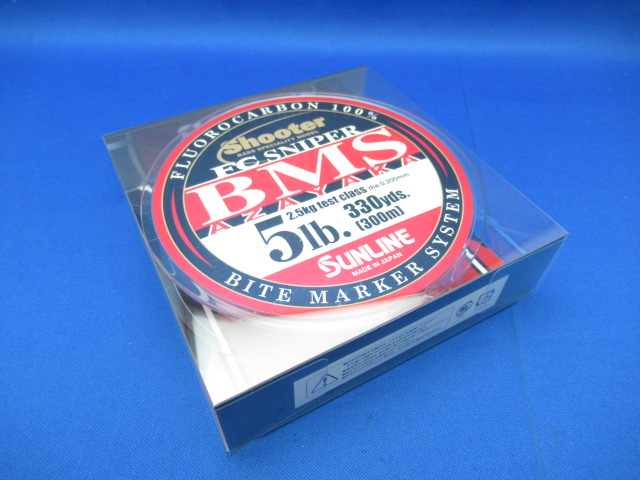 FLUOROCARBON 100%
Shooter
BASS SPECIALITY MODEL
FC SNIPER
BMS
AZAYAKA
2.5kg test class dia.0.200mm
5lb. 330yds.
[300m]
SUNLINE
MADE IN JAPAN
BITE MARKER SYSTEM